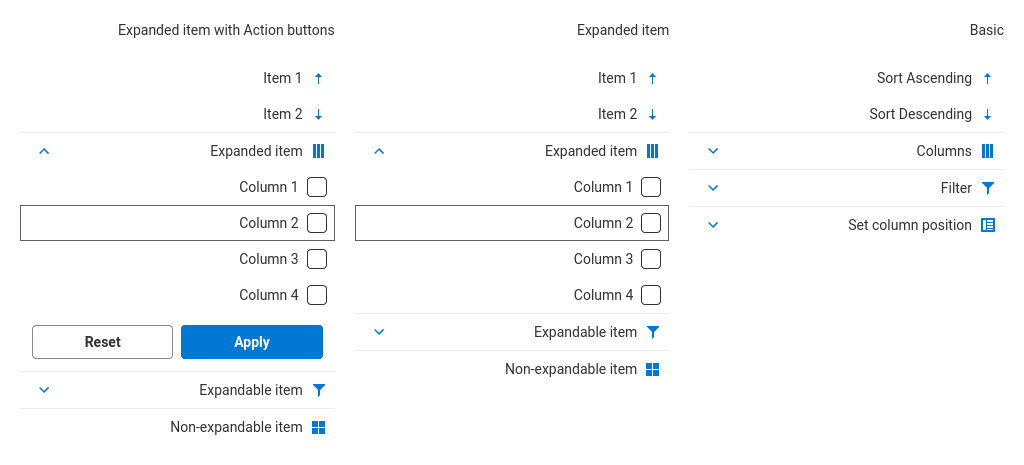 Expanded item with Action buttons
Item 1
Item 2
Expanded item
Column 1
Column 2
Column 3
Column 4
Reset
Apply
Expandable item
Non-expandable item
Expanded item
Item 1
Item 2
Expanded item
Column 1
Column 2
Column 3
Column 4
Expandable item
Non-expandable item
Basic
Sort Ascending
Sort Descending
Columns
Filter
Set column position